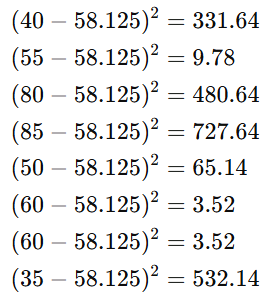 (40 − 58.125)² = 331.64
(55 − 58.125)² = 9.78
(80 − 58.125)² = 480.64
(85 − 58.125)² = 727.64
(50 − 58.125)² = 65.14
(60 − 58.125)² = 3.52
(60 − 58.125)² = 3.52
(35 − 58.125)² = 532.14